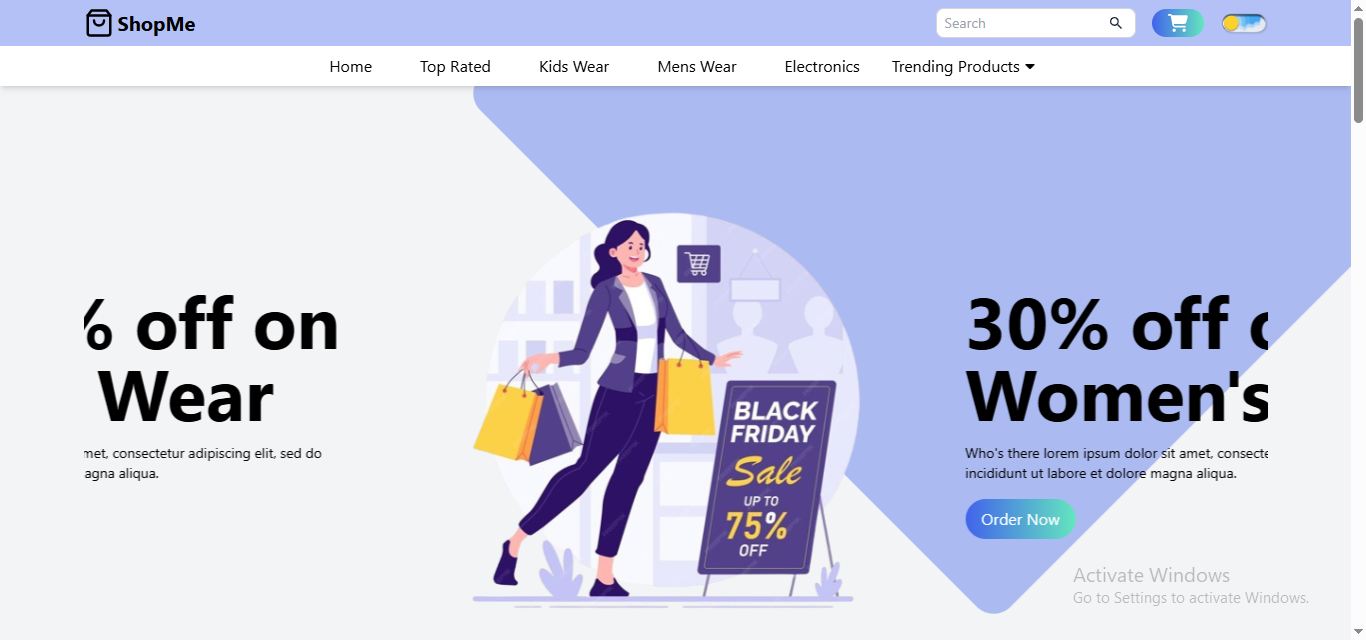 ShopMe
Search
Home Top Rated Kids Wear Mens Wear Electronics Trending Products
% off on
Wear
met, consectetur adipiscing elit, sed do
agna aliqua.
BLACK
FRIDAY
Sale
UP TO
75%
OFF
30% off
Women's
Who's there lorem ipsum dolor sit amet, consecte
incididunt ut labore et dolore magna aliqua.
Order Now
Activate Windows
Go to Settings to activate Windows.